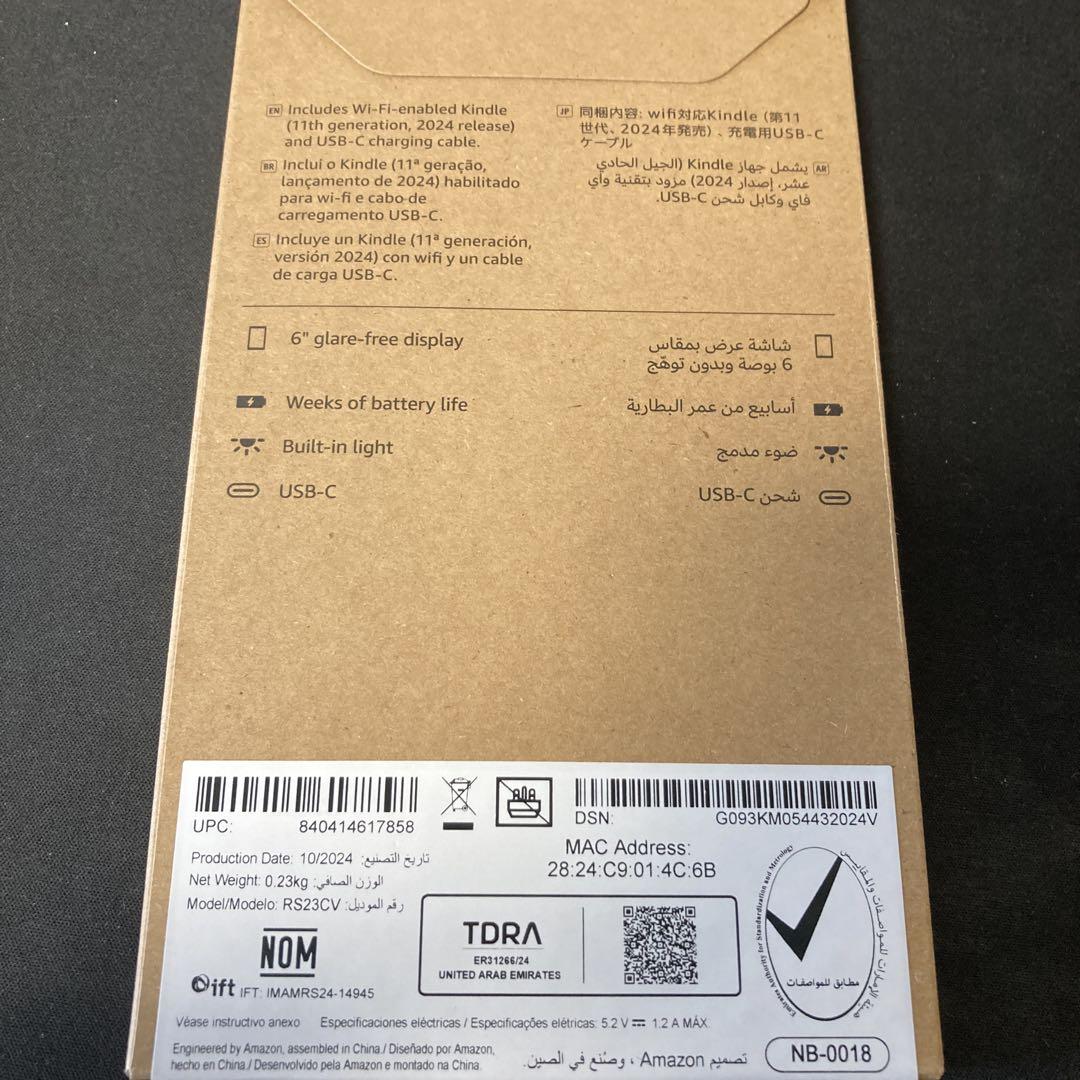 EN Includes Wi-Fi-enabled Kindle
(11th generation, 2024 release)
and USB-C charging cable.
BR Inclui o Kindle (11ª geração,
lançamento de 2024) habilitado
para wi-fi e cabo de
carregamento USB-C.
ES Incluye un Kindle (11ª generación,
versión 2024) con wifi y un cable
de carga USB-C.
JP 同梱内容: wifi対応Kindle（第11
世代、2024年発売）、充電用USB-C
ケーブル
AR يشمل جهاز Kindle (الجيل الحادي
عشر، إصدار 2024) مزود بتقنية واي
فاي وكابل شحن USB-C.
6" glare-free display
شاشة عرض بمقاس
6 بوصة وبدون توهّج
Weeks of battery life
أسابيع من عمر البطارية
Built-in light
ضوء مدمج
USB-C
شحن USB-C
UPC: 840414617858
DSN: G093KM054432024V
MAC Address:
28:24:C9:01:4C:6B
Production Date: 10/2024 تاريخ التصنيع:
Net Weight: 0.23kg الوزن الصافي:
Model/Modelo: RS23CV رقم الموديل:
NOM
ift IFT: IMAMRS24-14945
TDRA
ER31266/24
UNITED ARAB EMIRATES
Emirates Authority for Standardization and Metrology
هيئة الإمارات للمواصفات والمقاييس
مطابق للمواصفات
Véase instructivo anexo Especificaciones eléctricas / Especificações elétricas: 5.2 V 1.2 A MÁX.
Engineered by Amazon, assembled in China./ Diseñado por Amazon,
hecho en China./ Desenvolvido pela Amazon e montado na China.
تصميم Amazon ، وصُنع في الصين.
NB-0018